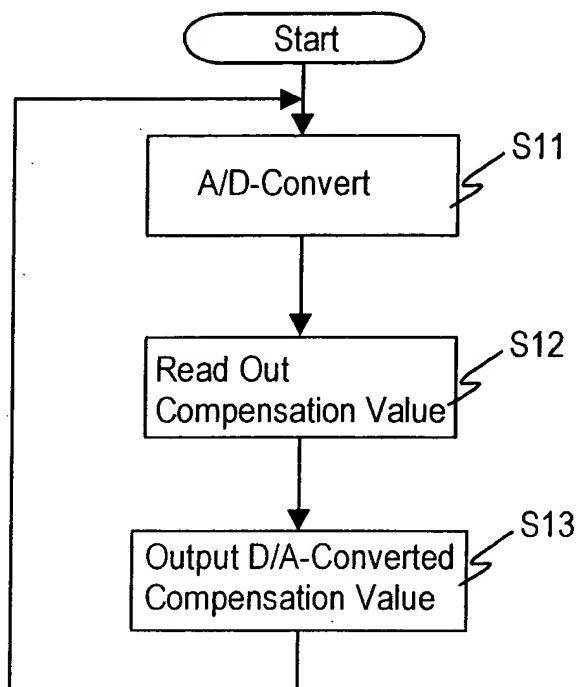 Start
A/D-Convert
S11
Read Out
Compensation Value
S12
Output D/A-Converted
Compensation Value
S13